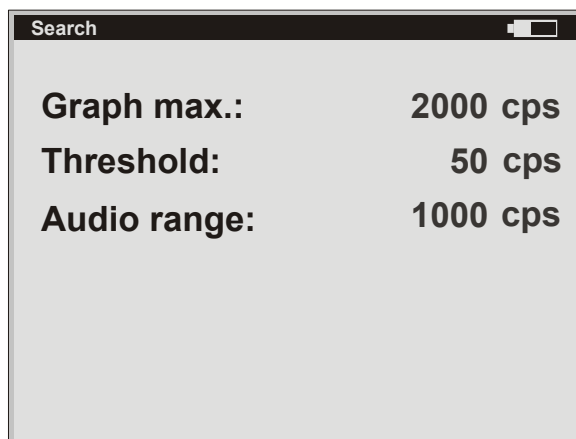 Search
Graph max.: 2000 cps
Threshold: 50 cps
Audio range: 1000 cps